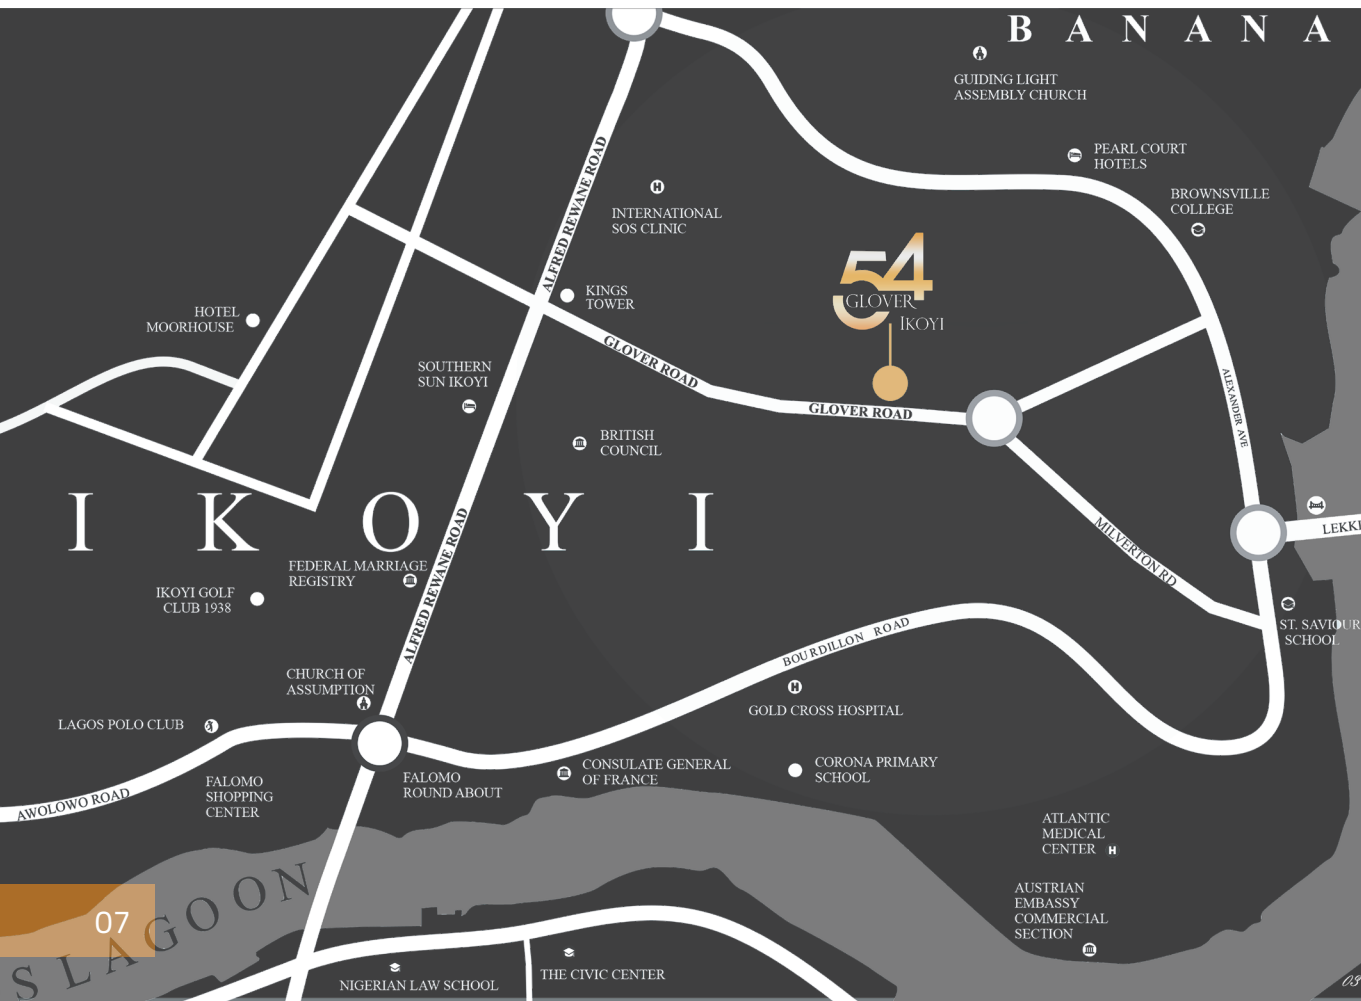 B A N A N A
GUIDING LIGHT
ASSEMBLY CHURCH
PEARL COURT
HOTELS
BROWNSVILLE
COLLEGE
ALFRED REWANE ROAD
H
INTERNATIONAL
SOS CLINIC
54
GLOVER
IKOYI
KINGS
TOWER
HOTEL
MOORHOUSE
GLOVER ROAD
SOUTHERN
SUN IKOYI
GLOVER ROAD
ALEXANDER AVE
BRITISH
COUNCIL
I K O Y I
LEKKI
ALFRED REWANE ROAD
MILVERTON RD
FEDERAL MARRIAGE
REGISTRY
IKOYI GOLF
CLUB 1938
ST. SAVIOUR
SCHOOL
BOURDILLON ROAD
CHURCH OF
ASSUMPTION
H
GOLD CROSS HOSPITAL
LAGOS POLO CLUB
FALOMO
SHOPPING
CENTER
FALOMO
ROUND ABOUT
CONSULATE GENERAL
OF FRANCE
CORONA PRIMARY
SCHOOL
AWOLOWO ROAD
ATLANTIC
MEDICAL
CENTER H
AUSTRIAN
EMBASSY
COMMERCIAL
SECTION
07
S LAGOON
NIGERIAN LAW SCHOOL
THE CIVIC CENTER
03